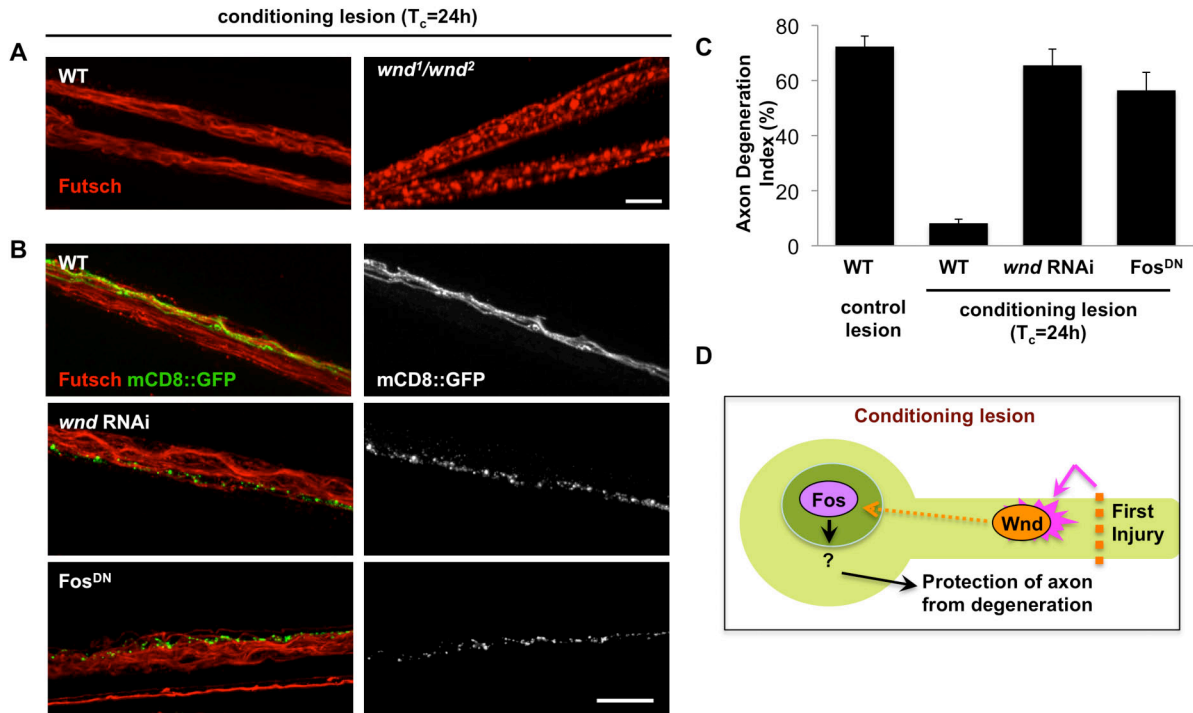 conditioning lesion (Tc=24h)
A
WT
Futsch
wnd¹/wnd²
B
WT
Futsch mCD8::GFP
mCD8::GFP
wnd RNAi
Fosᴰᴺ
C
Axon Degeneration
Index (%)
80
60
40
20
0
WT
WT
wnd RNAi
Fosᴰᴺ
control
lesion
conditioning lesion
(Tc=24h)
D
Conditioning lesion
Fos
?
Wnd
First
Injury
Protection of axon
from degeneration